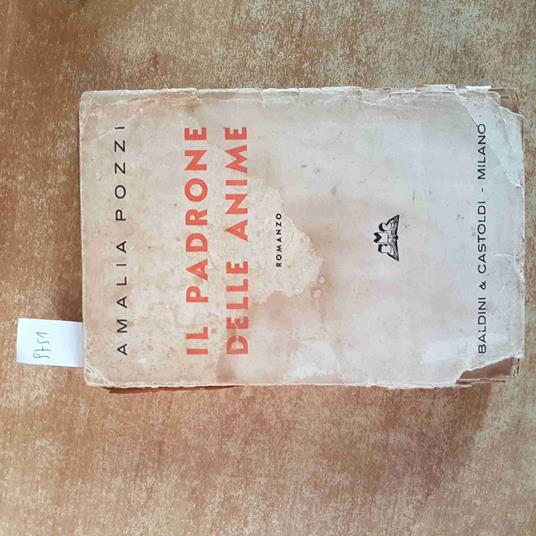 AMALIA POZZI
IL PADRONE
DELLE ANIME
ROMANZO
BALDINI & CASTOLDI - MILANO